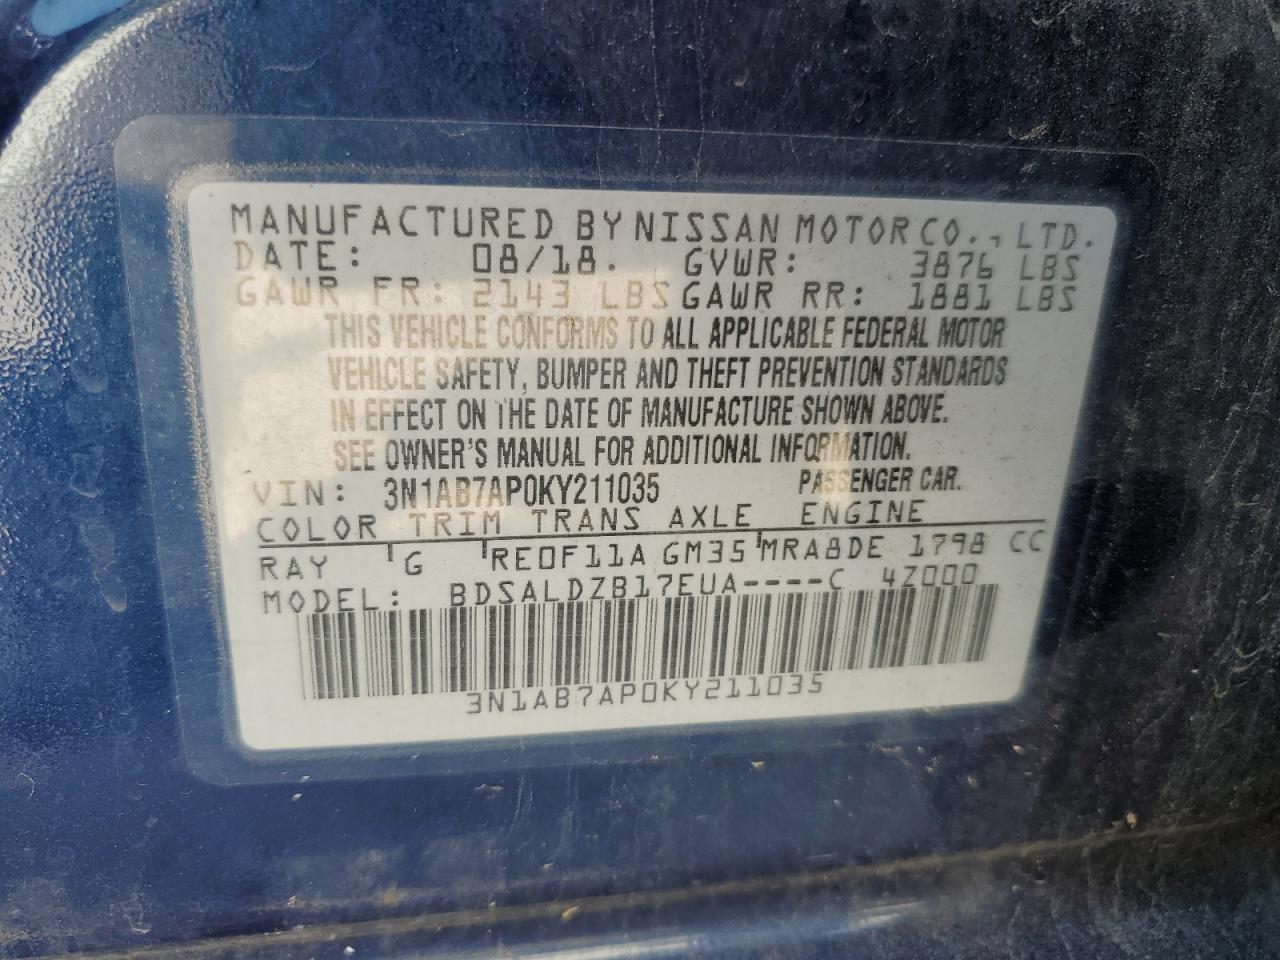 MANUFACTURED BY NISSAN MOTOR CO., LTD.
DATE: 08/18. GVWR: 3876 LBS
GAWR FR: 2143 LBS GAWR RR: 1881 LBS
THIS VEHICLE CONFORMS TO ALL APPLICABLE FEDERAL MOTOR
VEHICLE SAFETY, BUMPER AND THEFT PREVENTION STANDARDS
IN EFFECT ON THE DATE OF MANUFACTURE SHOWN ABOVE.
SEE OWNER'S MANUAL FOR ADDITIONAL INFORMATION.
VIN: 3N1AB7AP0KY211035 PASSENGER CAR.
COLOR TRIM TRANS AXLE ENGINE
RAY G RE0F11A GM35 MRA8DE 1798 CC
MODEL: BDSALDZB17EUA----C 4Z000
3N1AB7AP0KY211035